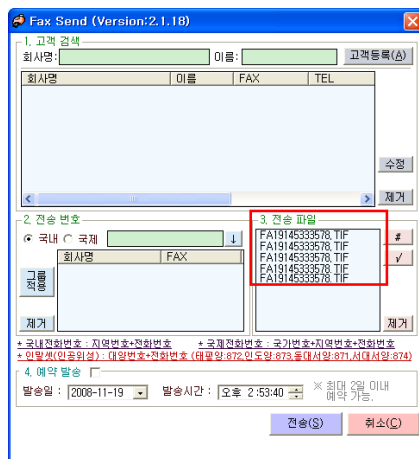 Fax Send (Version:2.1.18)
1. 고객 검색
회사명: 이름: 고객등록(A)
회사명 이름 FAX TEL
수정
제거
2. 전송 번호
국내 국제
회사명 FAX
그룹
적용
제거
3. 전송 파일
FA19145333578.TIF
FA19145333578.TIF
FA19145333578.TIF
FA19145333578.TIF
FA19145333578.TIF
#
√
제거
* 국내전화번호 : 지역번호+전화번호 * 국제전화번호 : 국가번호+지역번호+전화번호
* 인말샛(인공위성) : 대양번호+전화번호 (태평양:872,인도양:873,동대서양:871,서대서양:874)
4. 예약 발송
발송일 : 2008-11-19 발송시간 : 오후 2:53:40
※ 최대 2일 이내
예약 가능.
전송(S) 취소(C)